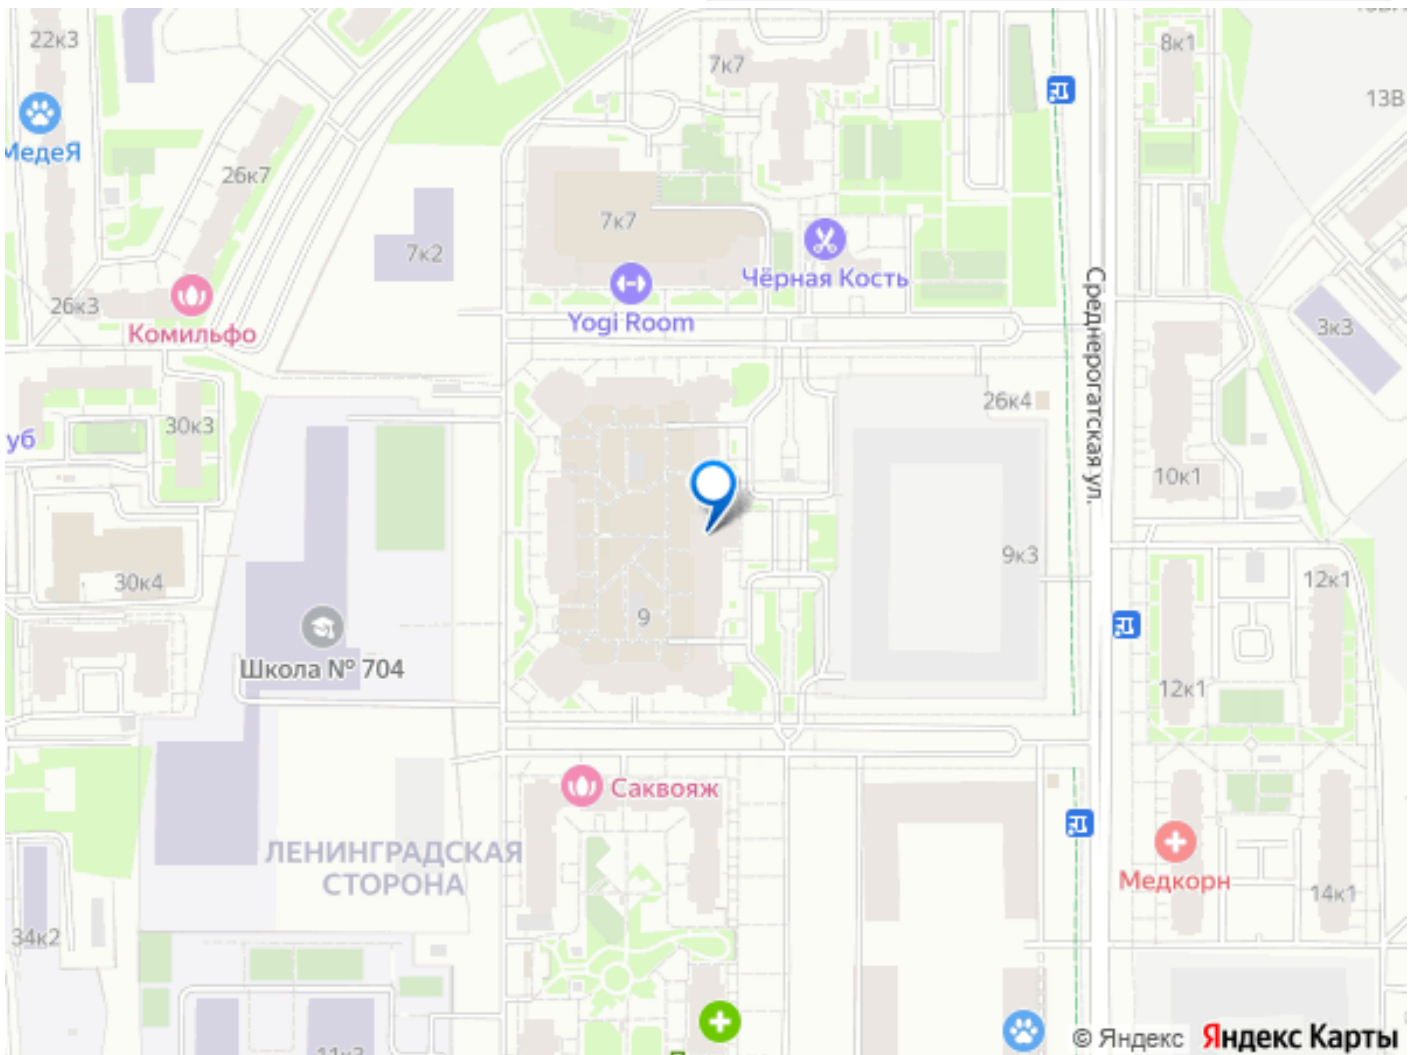 22к3
7к7
8к1
13В
МедеЯ
26к7
7к7
7к2
Чёрная Кость
26к3
Yogi Room
Комильфо
3к3
Среднерогатская ул.
26к4
30к3
уб
10к1
9к3
30к4
12к1
9
Школа № 704
12к1
Саквояж
ЛЕНИНГРАДСКАЯ
СТОРОНА
Медкорн
14к1
34к2
© Яндекс Яндекс Карты